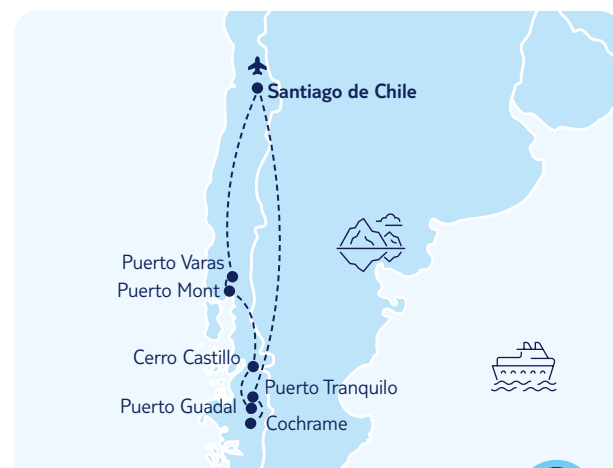 Santiago de Chile
Puerto Varas
Puerto Mont
Cerro Castillo
Puerto Tranquilo
Puerto Guadal
Cochrame